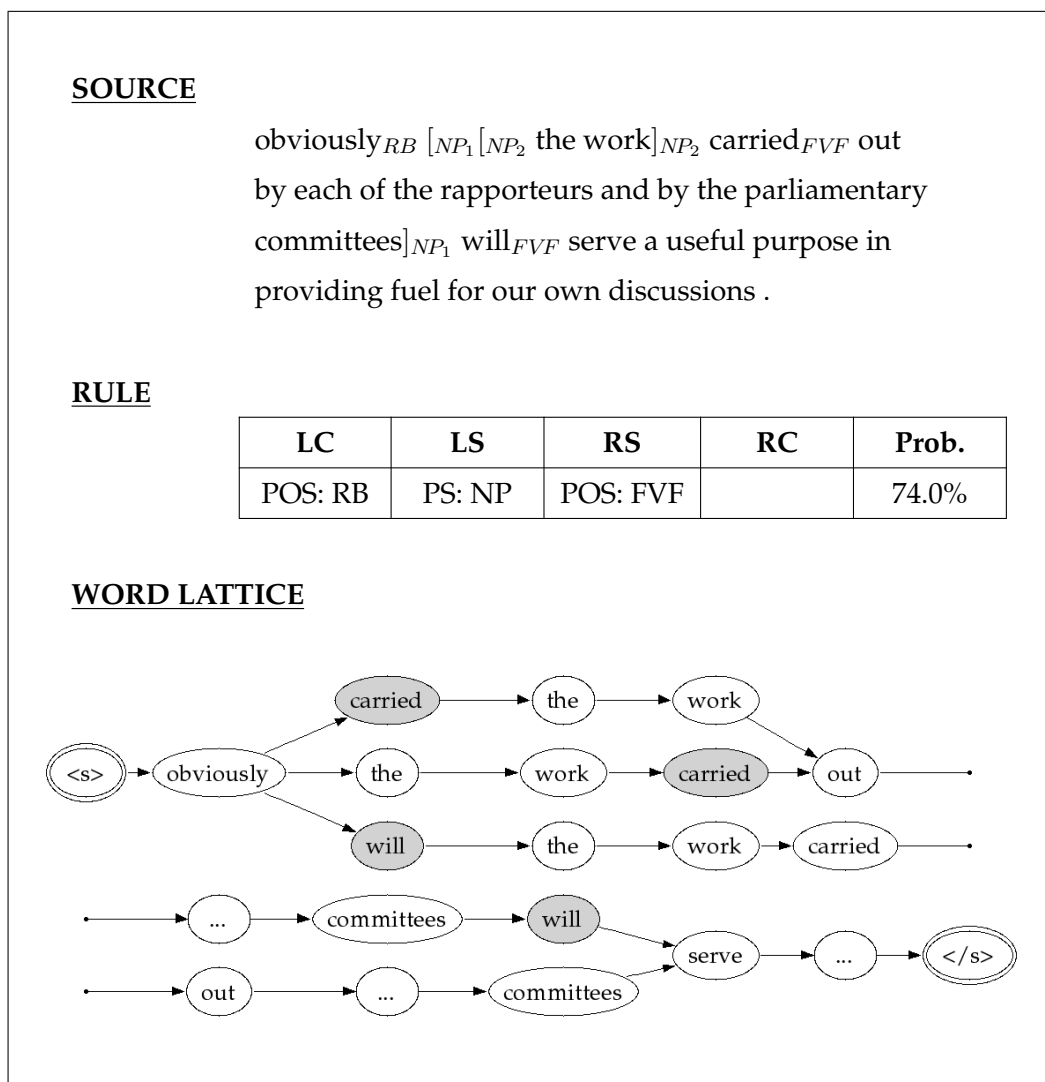 SOURCE
obviously_RB [_NP₁[_NP₂ the work]_NP₂ carried_FVF out
by each of the rapporteurs and by the parliamentary
committees]_NP₁ will_FVF serve a useful purpose in
providing fuel for our own discussions .
RULE
LC LS RS RC Prob.
POS: RB PS: NP POS: FVF 74.0%
WORD LATTICE
carried the work
<s> obviously the work carried out
will the work carried
... committees will
serve ... </s>
out ... committees